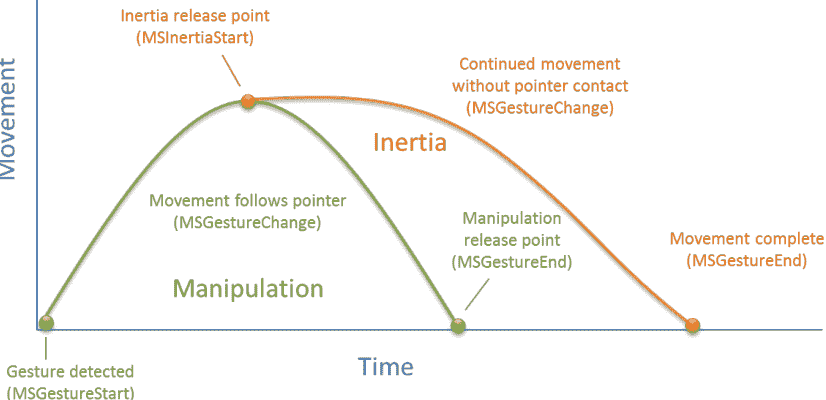 Inertia release point
(MSInertiaStart)
Continued movement
without pointer contact
(MSGestureChange)
Movement
Inertia
Movement follows pointer
(MSGestureChange)
Manipulation
release point
(MSGestureEnd)
Movement complete
(MSGestureEnd)
Manipulation
Time
Gesture detected
(MSGestureStart)